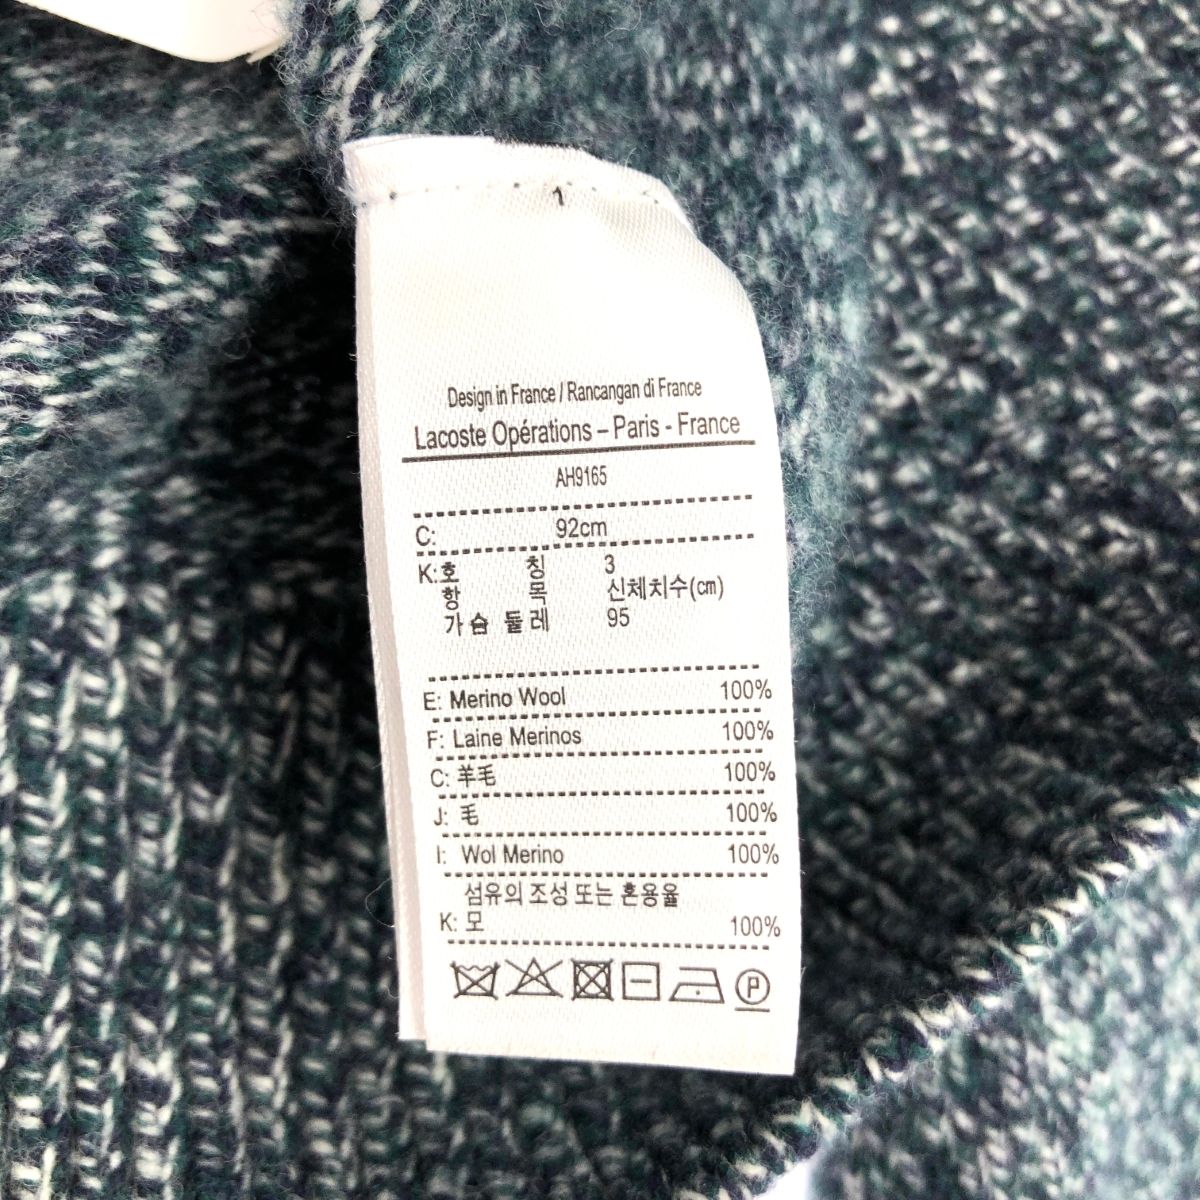 1
Design in France / Rancangan di France
Lacoste Opérations – Paris - France
AH9165
C: 92cm
K: 호 칭 3
항 목 신체치수(㎝)
가슴 둘레 95
E: Merino Wool 100%
F: Laine Merinos 100%
C: 羊毛 100%
J: 毛 100%
I: Wol Merino 100%
섬유의 조성 또는 혼용율
K: 모 100%
P